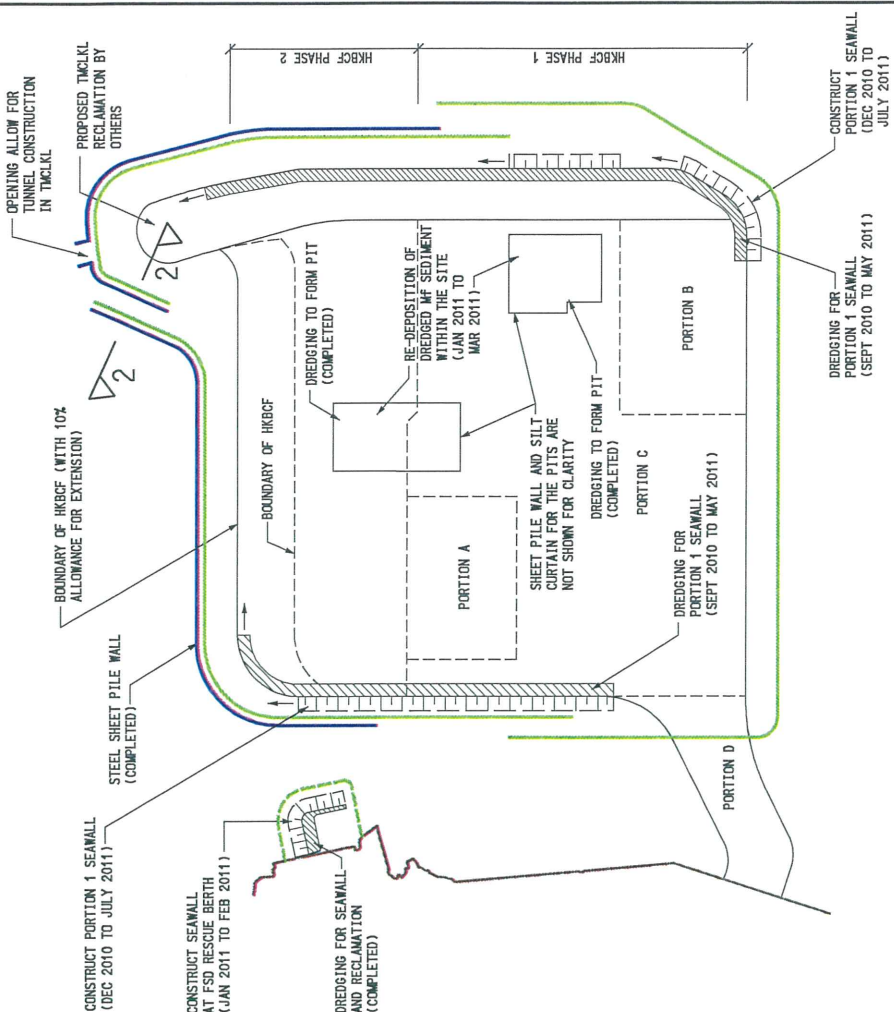 OPENING ALLOW FOR
TUNNEL CONSTRUCTION
IN TMCLKL
PROPOSED TMCLKL
RECLAMATION BY
OTHERS
HKBCF PHASE 2
HKBCF PHASE 1
CONSTRUCT
PORTION 1 SEAWALL
(DEC 2010 TO
JULY 2011)
2
2
BOUNDARY OF HKBCF (WITH 10%
ALLOWANCE FOR EXTENSION)
BOUNDARY OF HKBCF
DREDGING TO FORM PIT
(COMPLETED)
RE-DEPOSITION OF
DREDGED Mf SEDIMENT
WITHIN THE SITE
(JAN 2011 TO
MAR 2011)
PORTION B
DREDGING FOR
PORTION 1 SEAWALL
(SEPT 2010 TO MAY 2011)
STEEL SHEET PILE WALL
(COMPLETED)
PORTION A
SHEET PILE WALL AND SILT
CURTAIN FOR THE PITS ARE
NOT SHOWN FOR CLARITY
DREDGING TO FORM PIT
(COMPLETED)
PORTION C
DREDGING FOR
PORTION 1 SEAWALL
(SEPT 2010 TO MAY 2011)
CONSTRUCT PORTION 1 SEAWALL
(DEC 2010 TO JULY 2011)
CONSTRUCT SEAWALL
AT FSD RESCUE BERTH
(JAN 2011 TO FEB 2011)
DREDGING FOR SEAWALL
AND RECLAMATION
(COMPLETED)
PORTION D